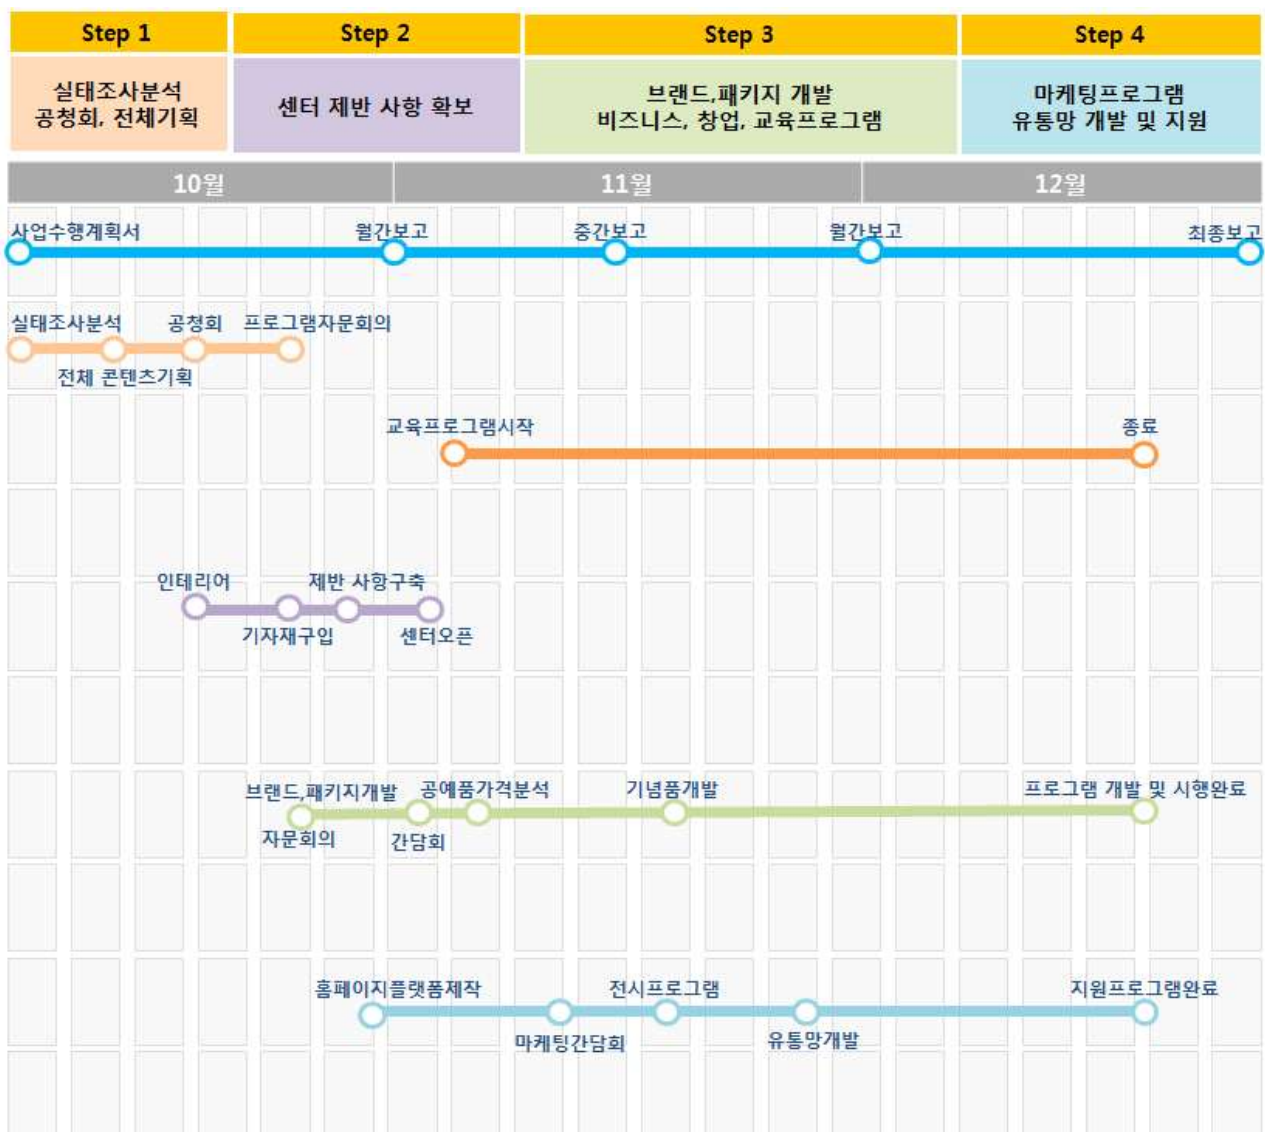 Step 1
Step 2
Step 3
Step 4
실태조사분석
공청회, 전체기획
센터 제반 사항 확보
브랜드,패키지 개발
비즈니스, 창업, 교육프로그램
마케팅프로그램
유통망 개발 및 지원
10월
11월
12월
사업수행계획서
월간보고
중간보고
월간보고
최종보고
실태조사분석
공청회
프로그램자문회의
전체 콘텐츠기획
교육프로그램시작
종료
인테리어
제반 사항구축
기자재구입
센터오픈
브랜드,패키지개발
공예품가격분석
기념품개발
프로그램 개발 및 시행완료
자문회의
간담회
홈페이지플랫폼제작
전시프로그램
지원프로그램완료
마케팅간담회
유통망개발